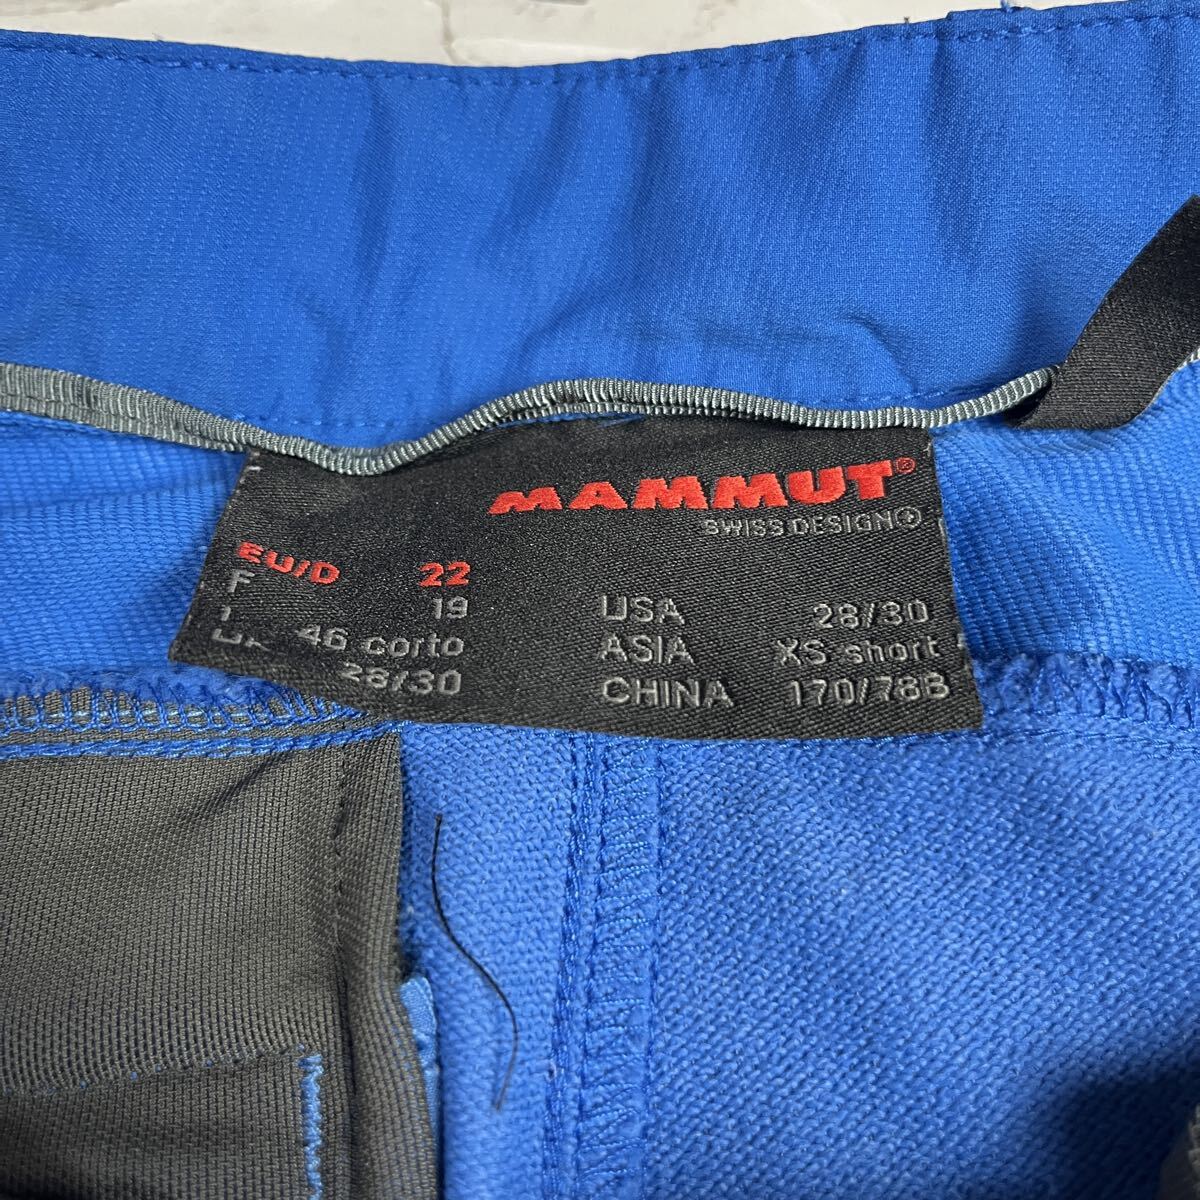 MAMMUT®
SWISS DESIGN
EU/D 22
F 19
I 46 corto
UK 28/30
USA 28/30
ASIA XS short
CHINA 170/78B